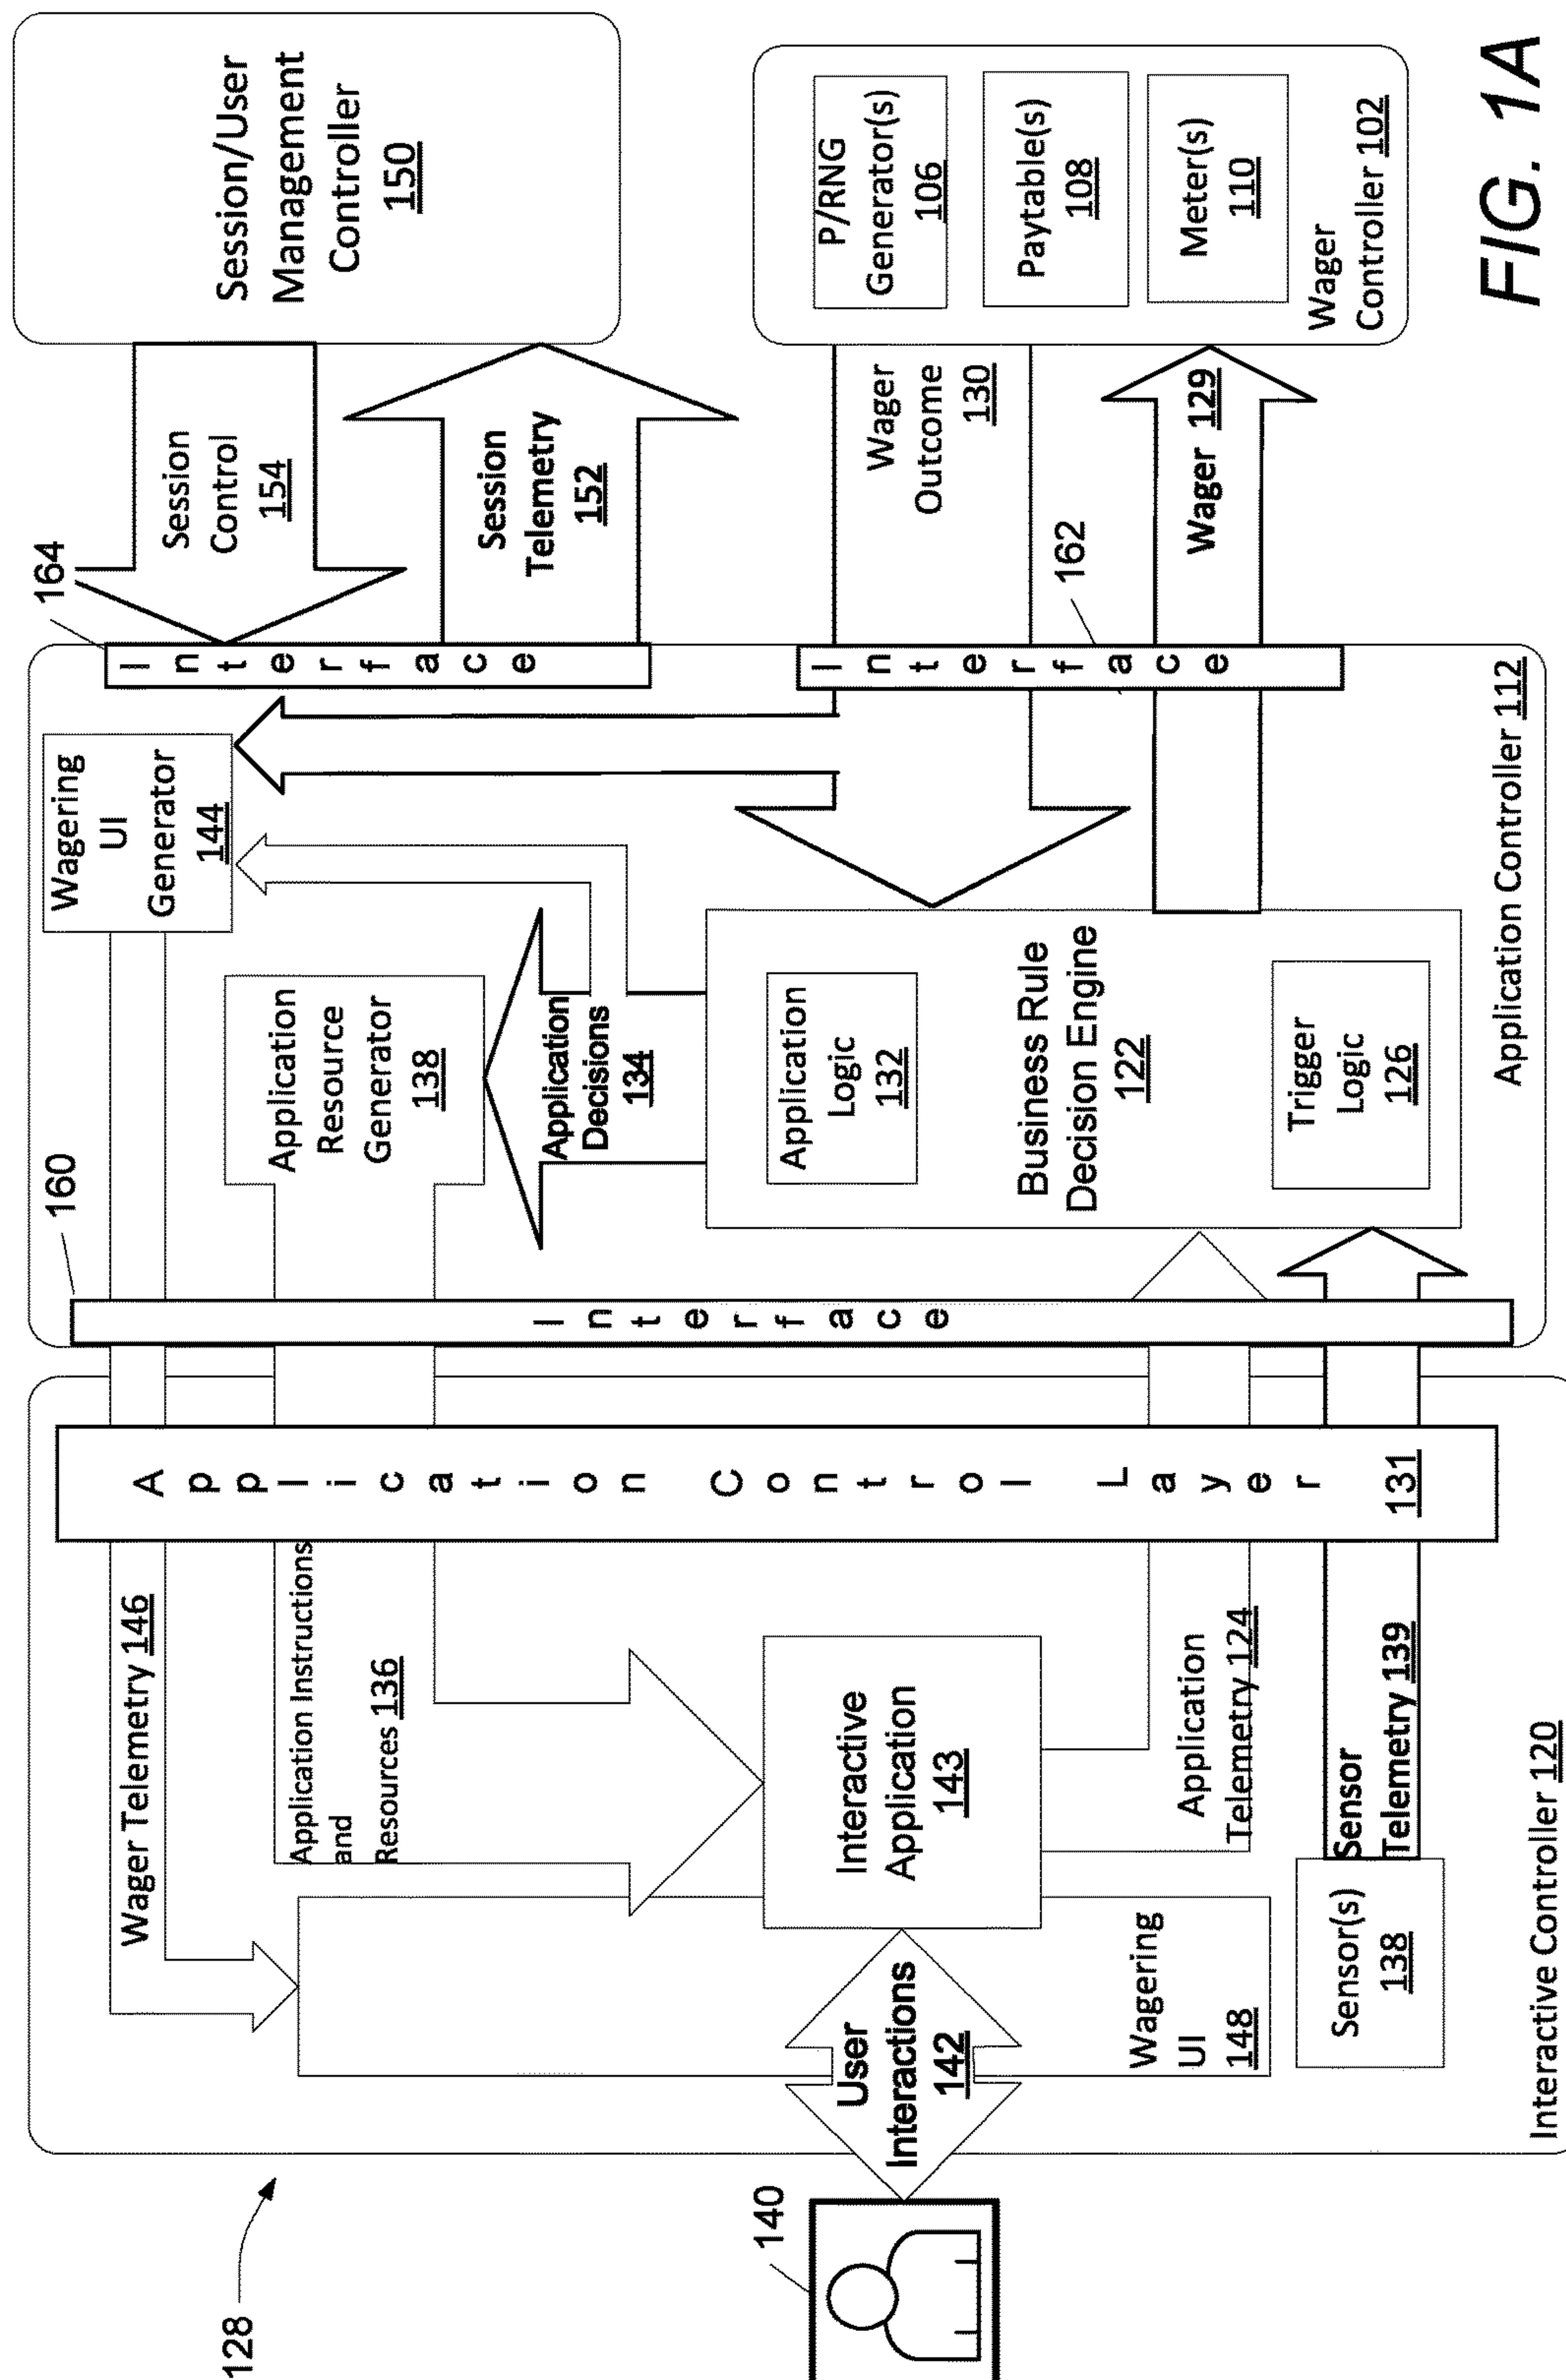 128
140
Interactive Controller 120
Wager Telemetry 146
Application Instructions
and
Resources 136
User
Interactions
142
Interactive
Application
143
Wagering
UI
148
Application
Telemetry 124
Sensor(s)
138
Sensor
Telemetry 139
Application Control Layer
131
160
Interface
Application Controller 112
Wagering
UI
Generator
144
Application
Resource
Generator
138
Application
Decisions
134
Application
Logic
132
Business Rule
Decision Engine
122
Trigger
Logic
126
164
Interface
162
Interface
Session
Control
154
Session
Telemetry
152
Wager
Outcome
130
Wager 129
Session/User
Management
Controller
150
P/RNG
Generator(s)
106
Paytable(s)
108
Meter(s)
110
Wager
Controller 102
FIG. 1A